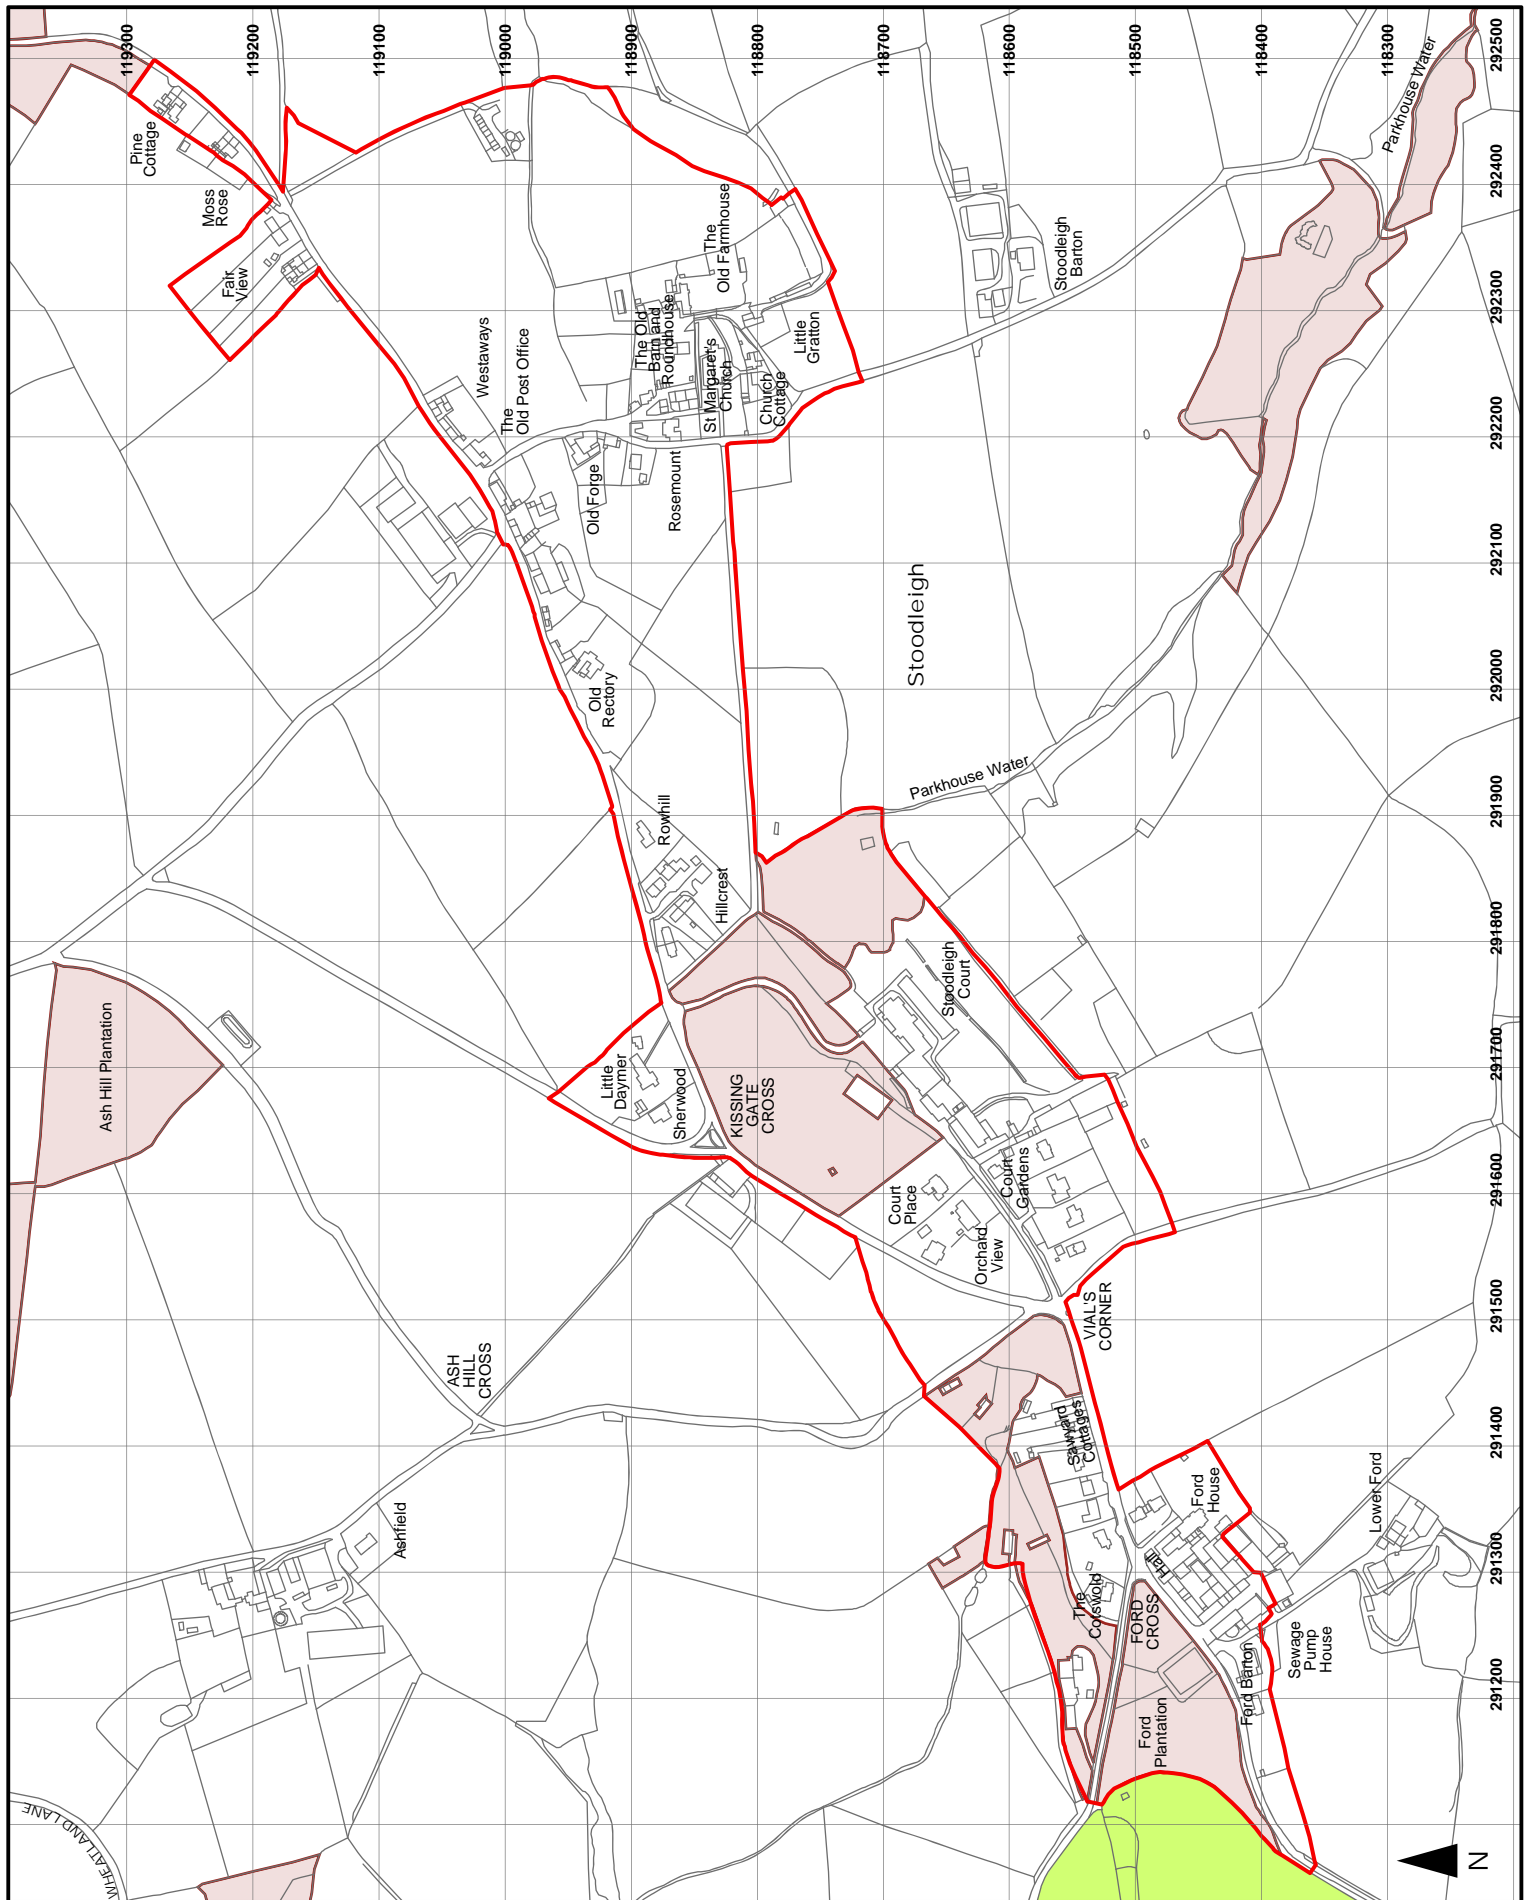 119300
119200
119100
119000
118900
118800
118700
118600
118500
118400
118300
292500
292400
292300
292200
292100
292000
291900
291800
291700
291600
291500
291400
291300
291200
Pine
Cottage
Moss
Rose
Fair
View
Westaways
The
Old Post Office
The
Old Farmhouse
The Old
Barn and
Roundhouse
St Margaret's
Church
Church
Cottage
Little
Gratton
Old Forge
Rosemount
Stoodleigh
Barton
Parkhouse Water
Stoodleigh
Old
Rectory
Parkhouse Water
Rowhill
Hillcrest
Stoodleigh
Court
Ash Hill Plantation
Little
Daymer
Sherwood
KISSING
GATE
CROSS
Court
Place
Court
Gardens
Orchard
View
VIAL'S
CORNER
ASH
HILL
CROSS
Sawyard
Cottages
Ashfield
Ford
House
Lower Ford
Hall
The
Cotswold
FORD
CROSS
Ford Barton
Sewage
Pump
House
Ford
Plantation
WHEATLAND LANE
N